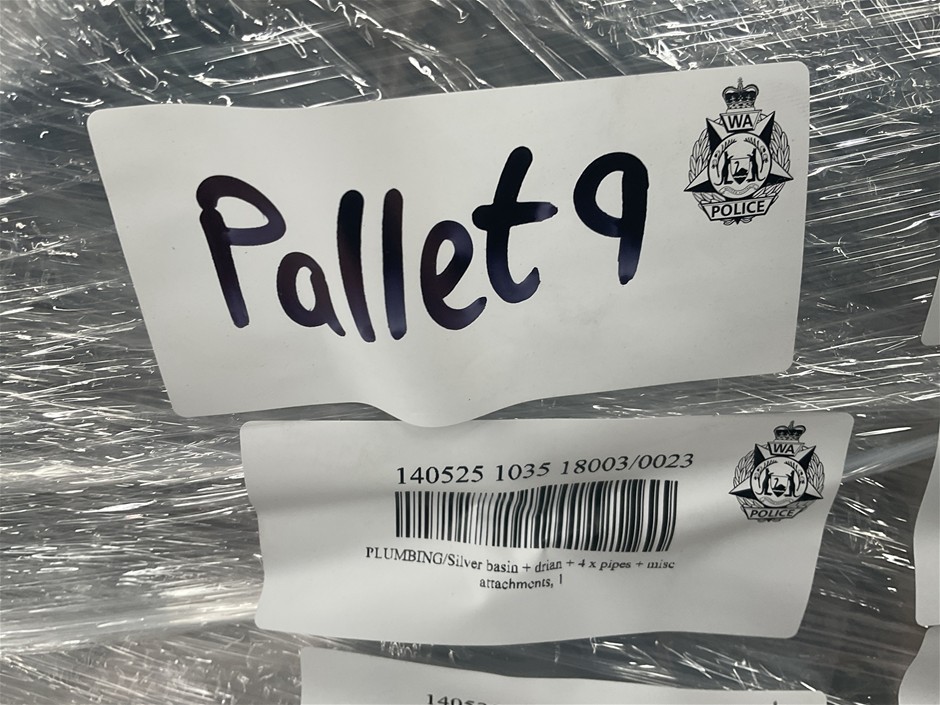 Pallet 9
WA
POLICE
140525 1035 18003/0023
WA
POLICE
PLUMBING/Silver basin + drian + 4 x pipes + misc
attachments, 1